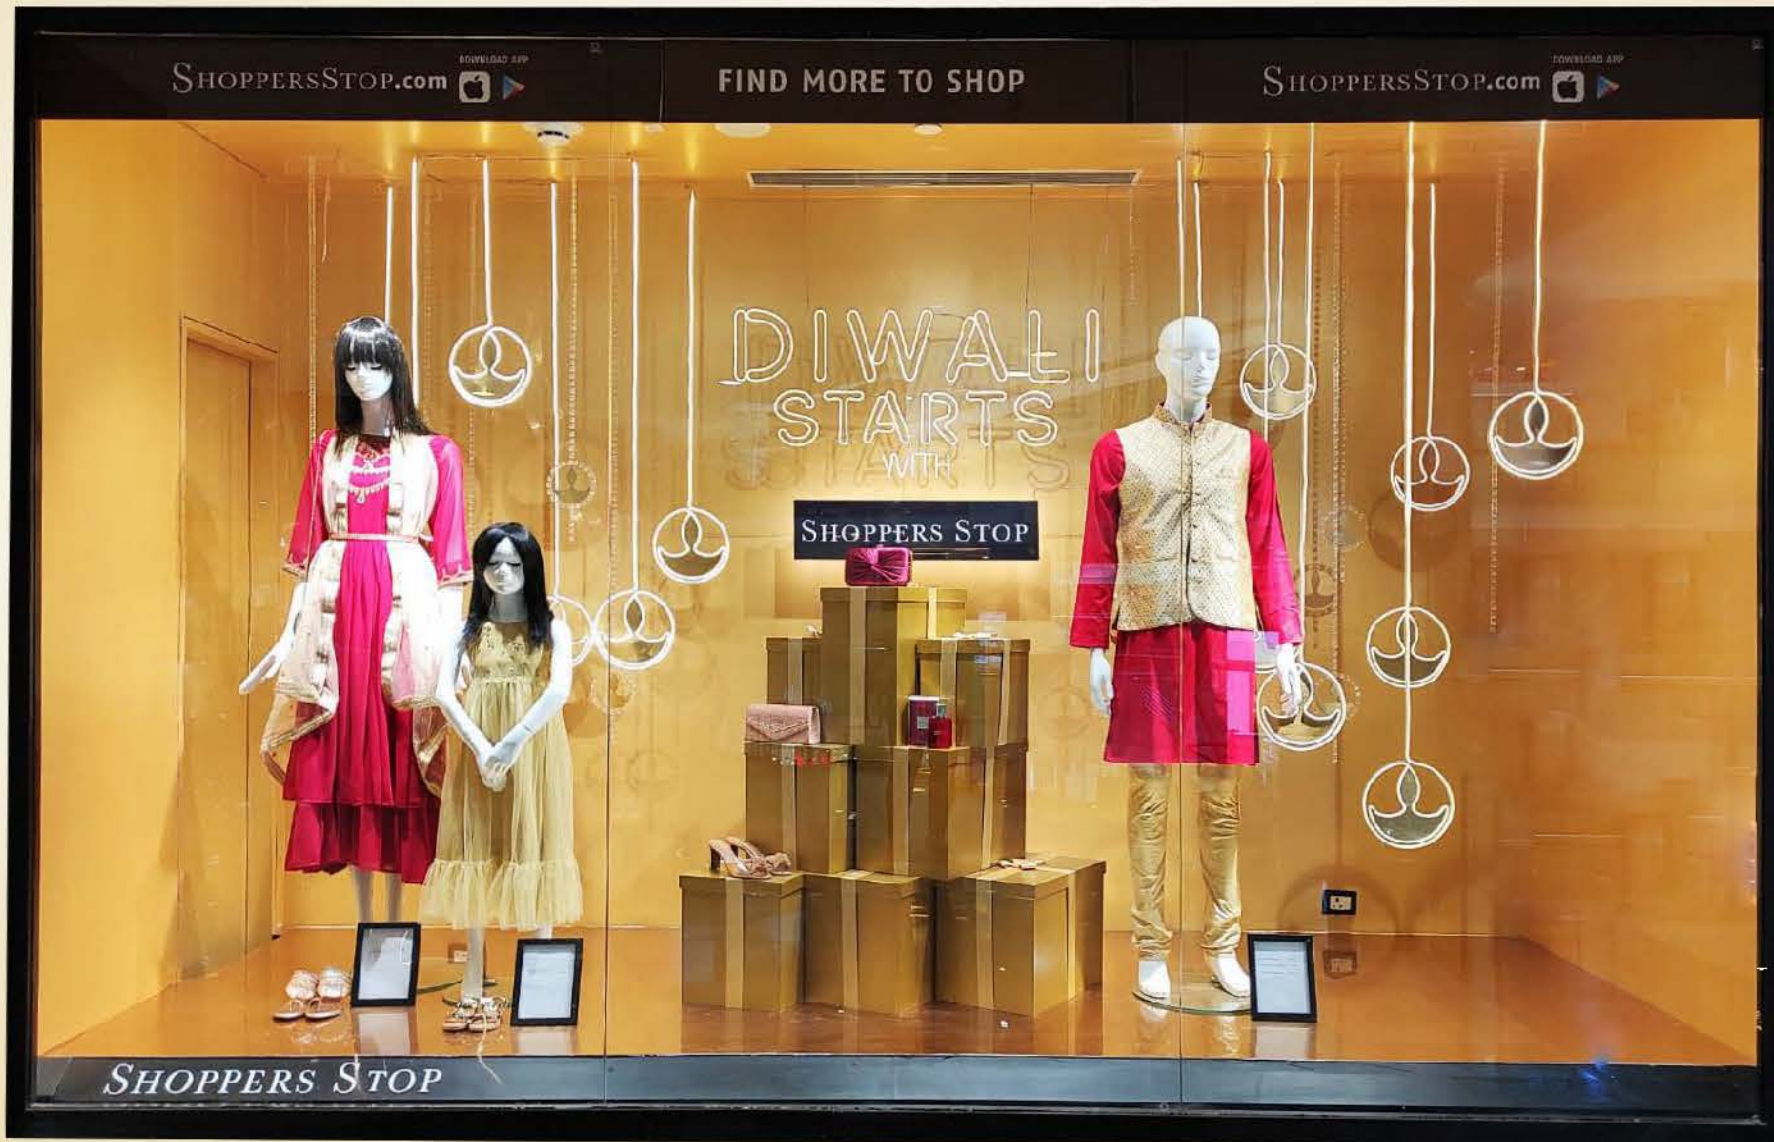 SHOPPERSSTOP.com
DOWNLOAD APP
FIND MORE TO SHOP
SHOPPERSSTOP.com
DOWNLOAD APP
DIWALI
STARTS
WITH
SHOPPERS STOP
SHOPPERS STOP